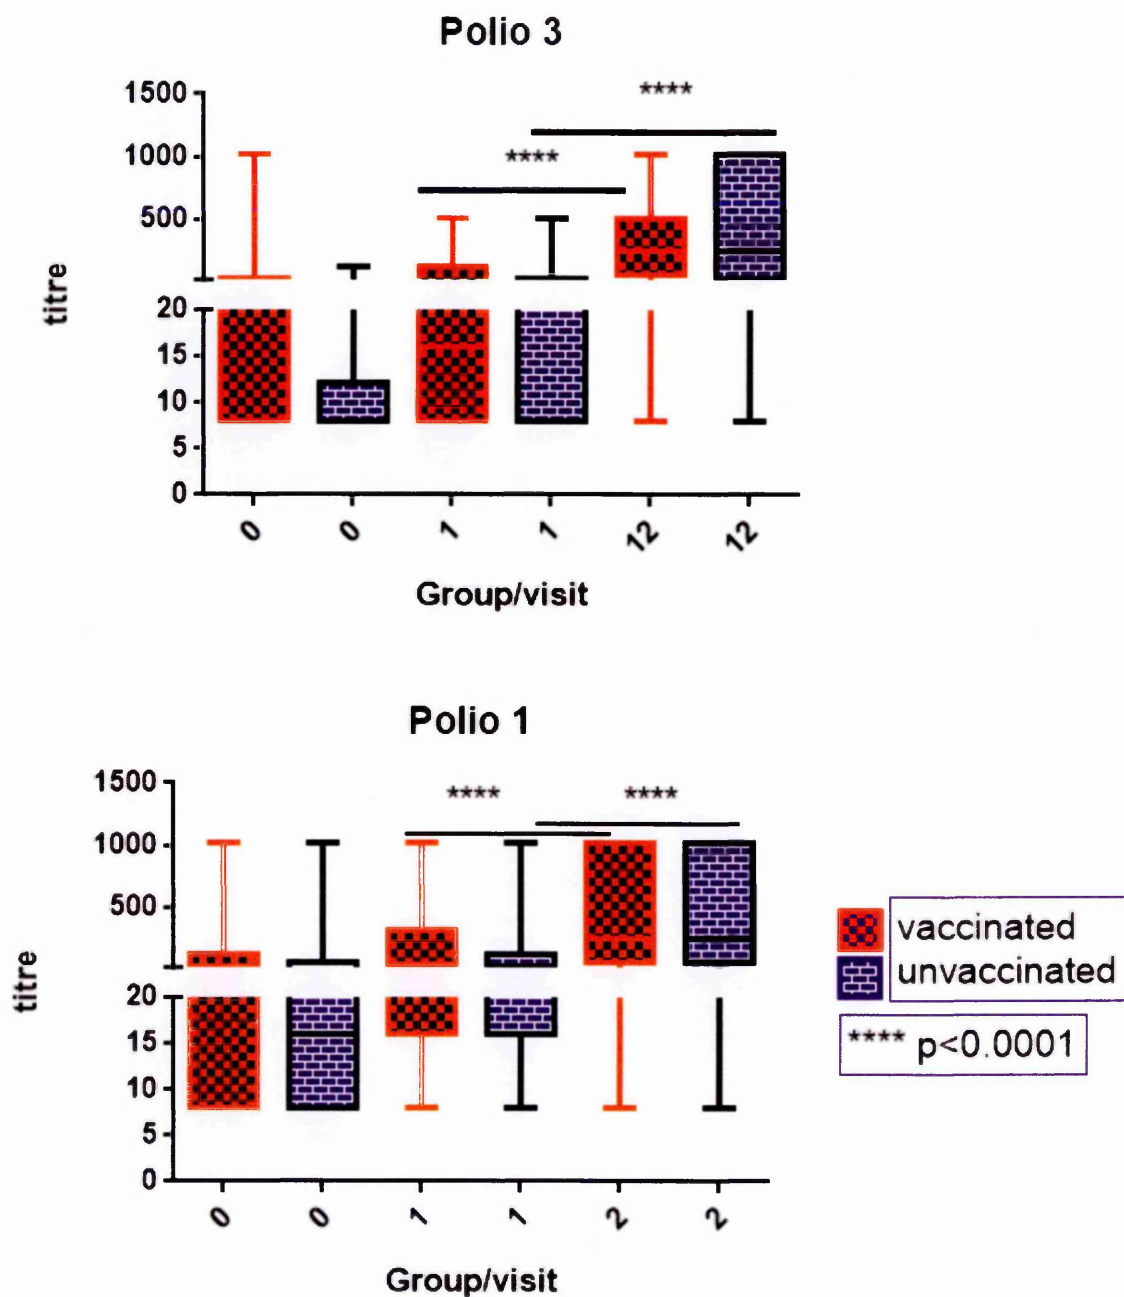 Polio 3
****
1500
****
1000
500
titre
20
15
10
5
0
0 0 1 1 12 12
Group/visit
Polio 1
1500
**** ****
1000
500
titre
20
15
10
5
0
0 0 1 1 2 2
Group/visit
vaccinated
unvaccinated
**** p<0.0001